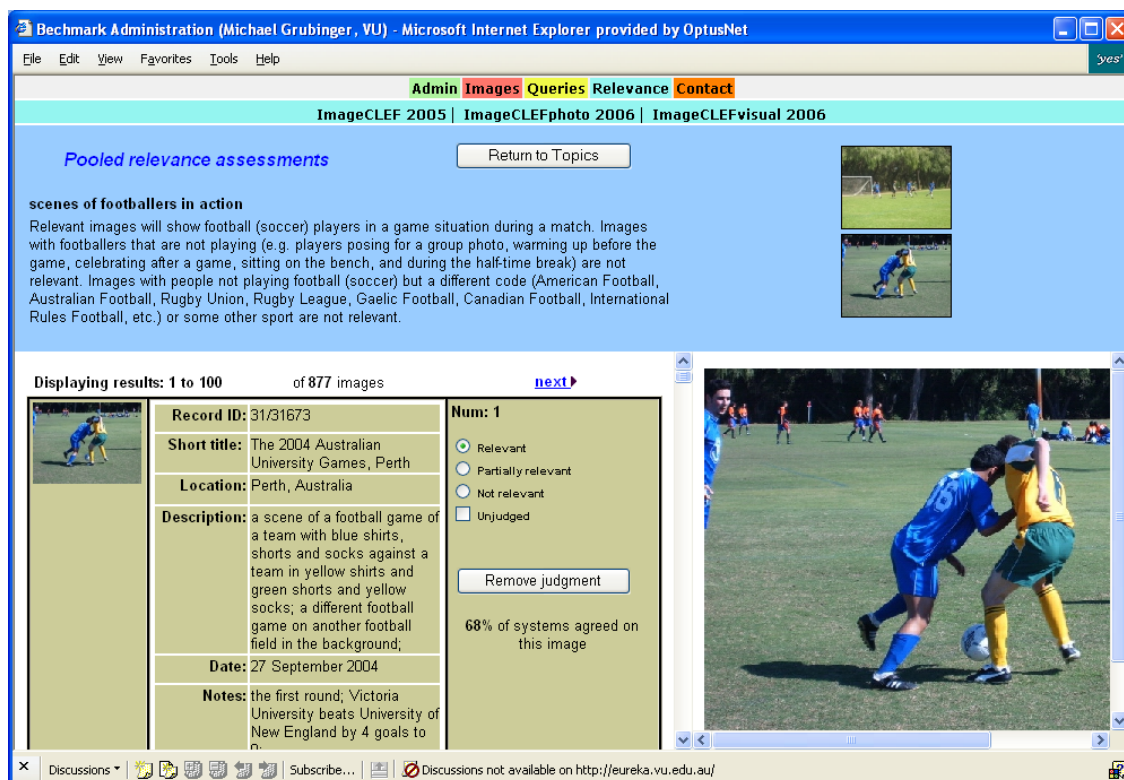 Bechmark Administration (Michael Grubinger, VU) - Microsoft Internet Explorer provided by OptusNet
File Edit View Favorites Tools Help
'yes'
Admin Images Queries Relevance Contact
ImageCLEF 2005 | ImageCLEFphoto 2006 | ImageCLEFvisual 2006
Pooled relevance assessments
Return to Topics
scenes of footballers in action
Relevant images will show football (soccer) players in a game situation during a match. Images
with footballers that are not playing (e.g. players posing for a group photo, warming up before the
game, celebrating after a game, sitting on the bench, and during the half-time break) are not
relevant. Images with people not playing football (soccer) but a different code (American Football,
Australian Football, Rugby Union, Rugby League, Gaelic Football, Canadian Football, International
Rules Football, etc.) or some other sport are not relevant.
Displaying results: 1 to 100 of 877 images next
Record ID: 31/31673
Short title: The 2004 Australian
University Games, Perth
Location: Perth, Australia
Description: a scene of a football game of
a team with blue shirts,
shorts and socks against a
team in yellow shirts and
green shorts and yellow
socks; a different football
game on another football
field in the background;
Date: 27 September 2004
Notes: the first round; Victoria
University beats University of
New England by 4 goals to
Num: 1
Relevant
Partially relevant
Not relevant
Unjudged
Remove judgment
68% of systems agreed on
this image
16
Discussions Subscribe... Discussions not available on http://eureka.vu.edu.au/